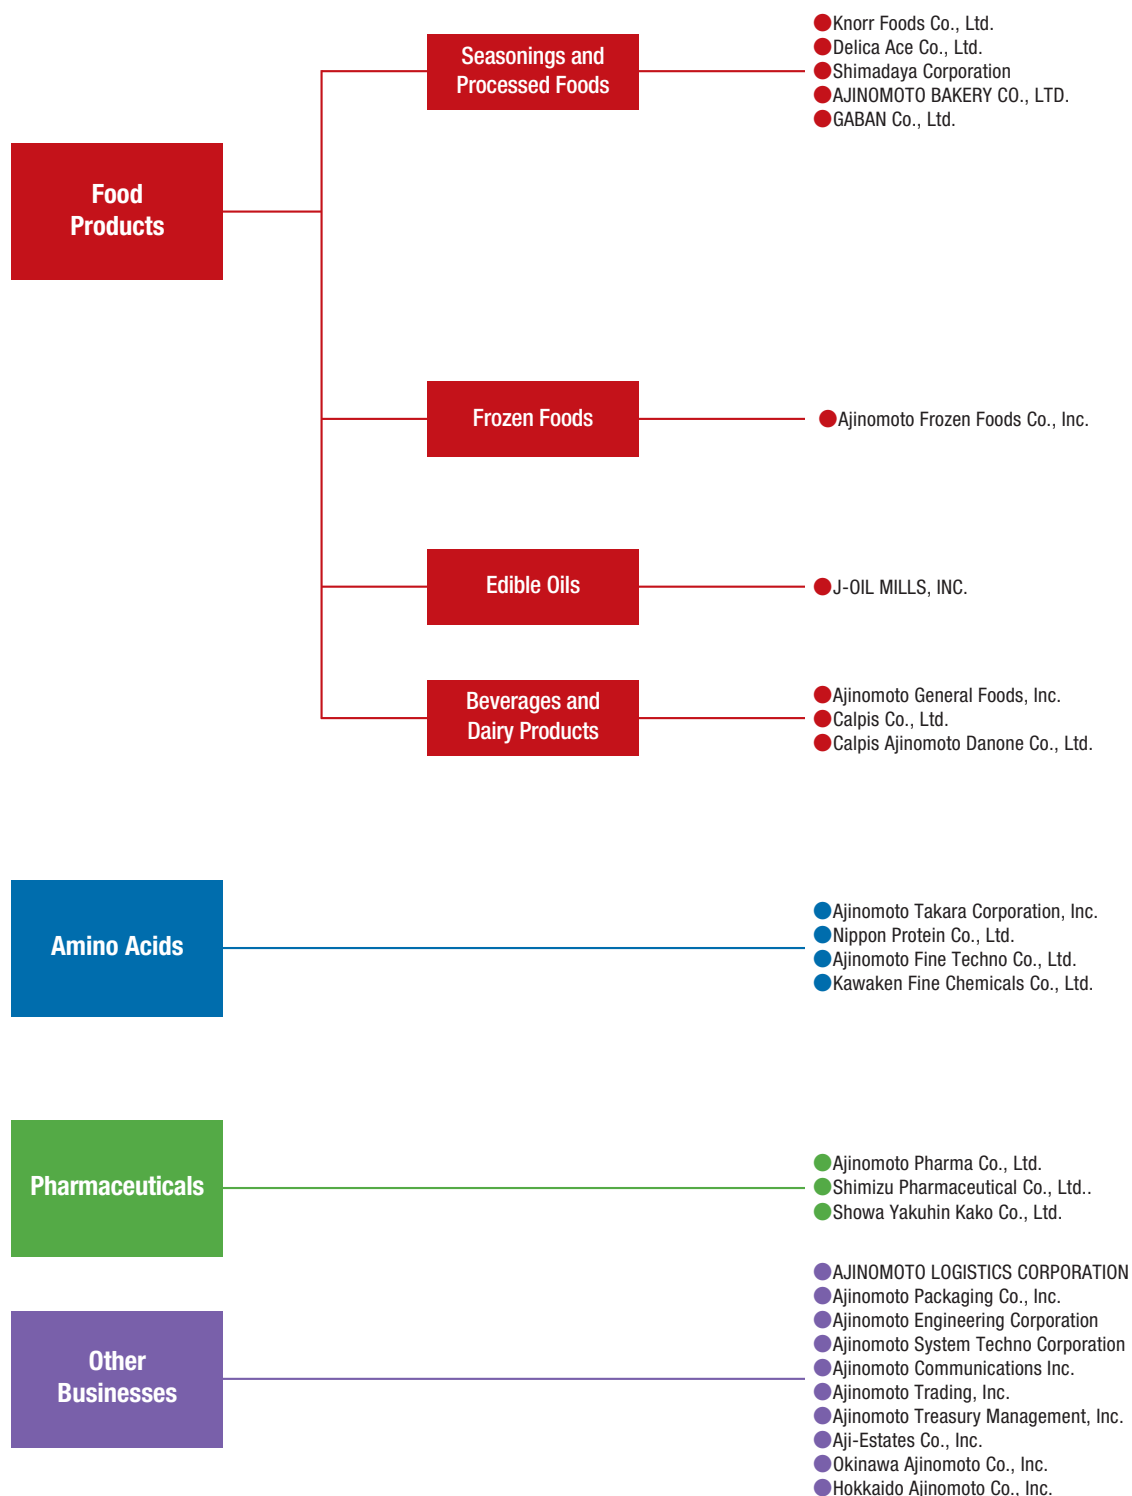 Food
Products
Seasonings and
Processed Foods
Knorr Foods Co., Ltd.
Delica Ace Co., Ltd.
Shimadaya Corporation
AJINOMOTO BAKERY CO., LTD.
GABAN Co., Ltd.
Frozen Foods
Ajinomoto Frozen Foods Co., Inc.
Edible Oils
J-OIL MILLS, INC.
Beverages and
Dairy Products
Ajinomoto General Foods, Inc.
Calpis Co., Ltd.
Calpis Ajinomoto Danone Co., Ltd.
Amino Acids
Ajinomoto Takara Corporation, Inc.
Nippon Protein Co., Ltd.
Ajinomoto Fine Techno Co., Ltd.
Kawaken Fine Chemicals Co., Ltd.
Pharmaceuticals
Ajinomoto Pharma Co., Ltd.
Shimizu Pharmaceutical Co., Ltd..
Showa Yakuhin Kako Co., Ltd.
Other
Businesses
AJINOMOTO LOGISTICS CORPORATION
Ajinomoto Packaging Co., Inc.
Ajinomoto Engineering Corporation
Ajinomoto System Techno Corporation
Ajinomoto Communications Inc.
Ajinomoto Trading, Inc.
Ajinomoto Treasury Management, Inc.
Aji-Estates Co., Inc.
Okinawa Ajinomoto Co., Inc.
Hokkaido Ajinomoto Co., Inc.